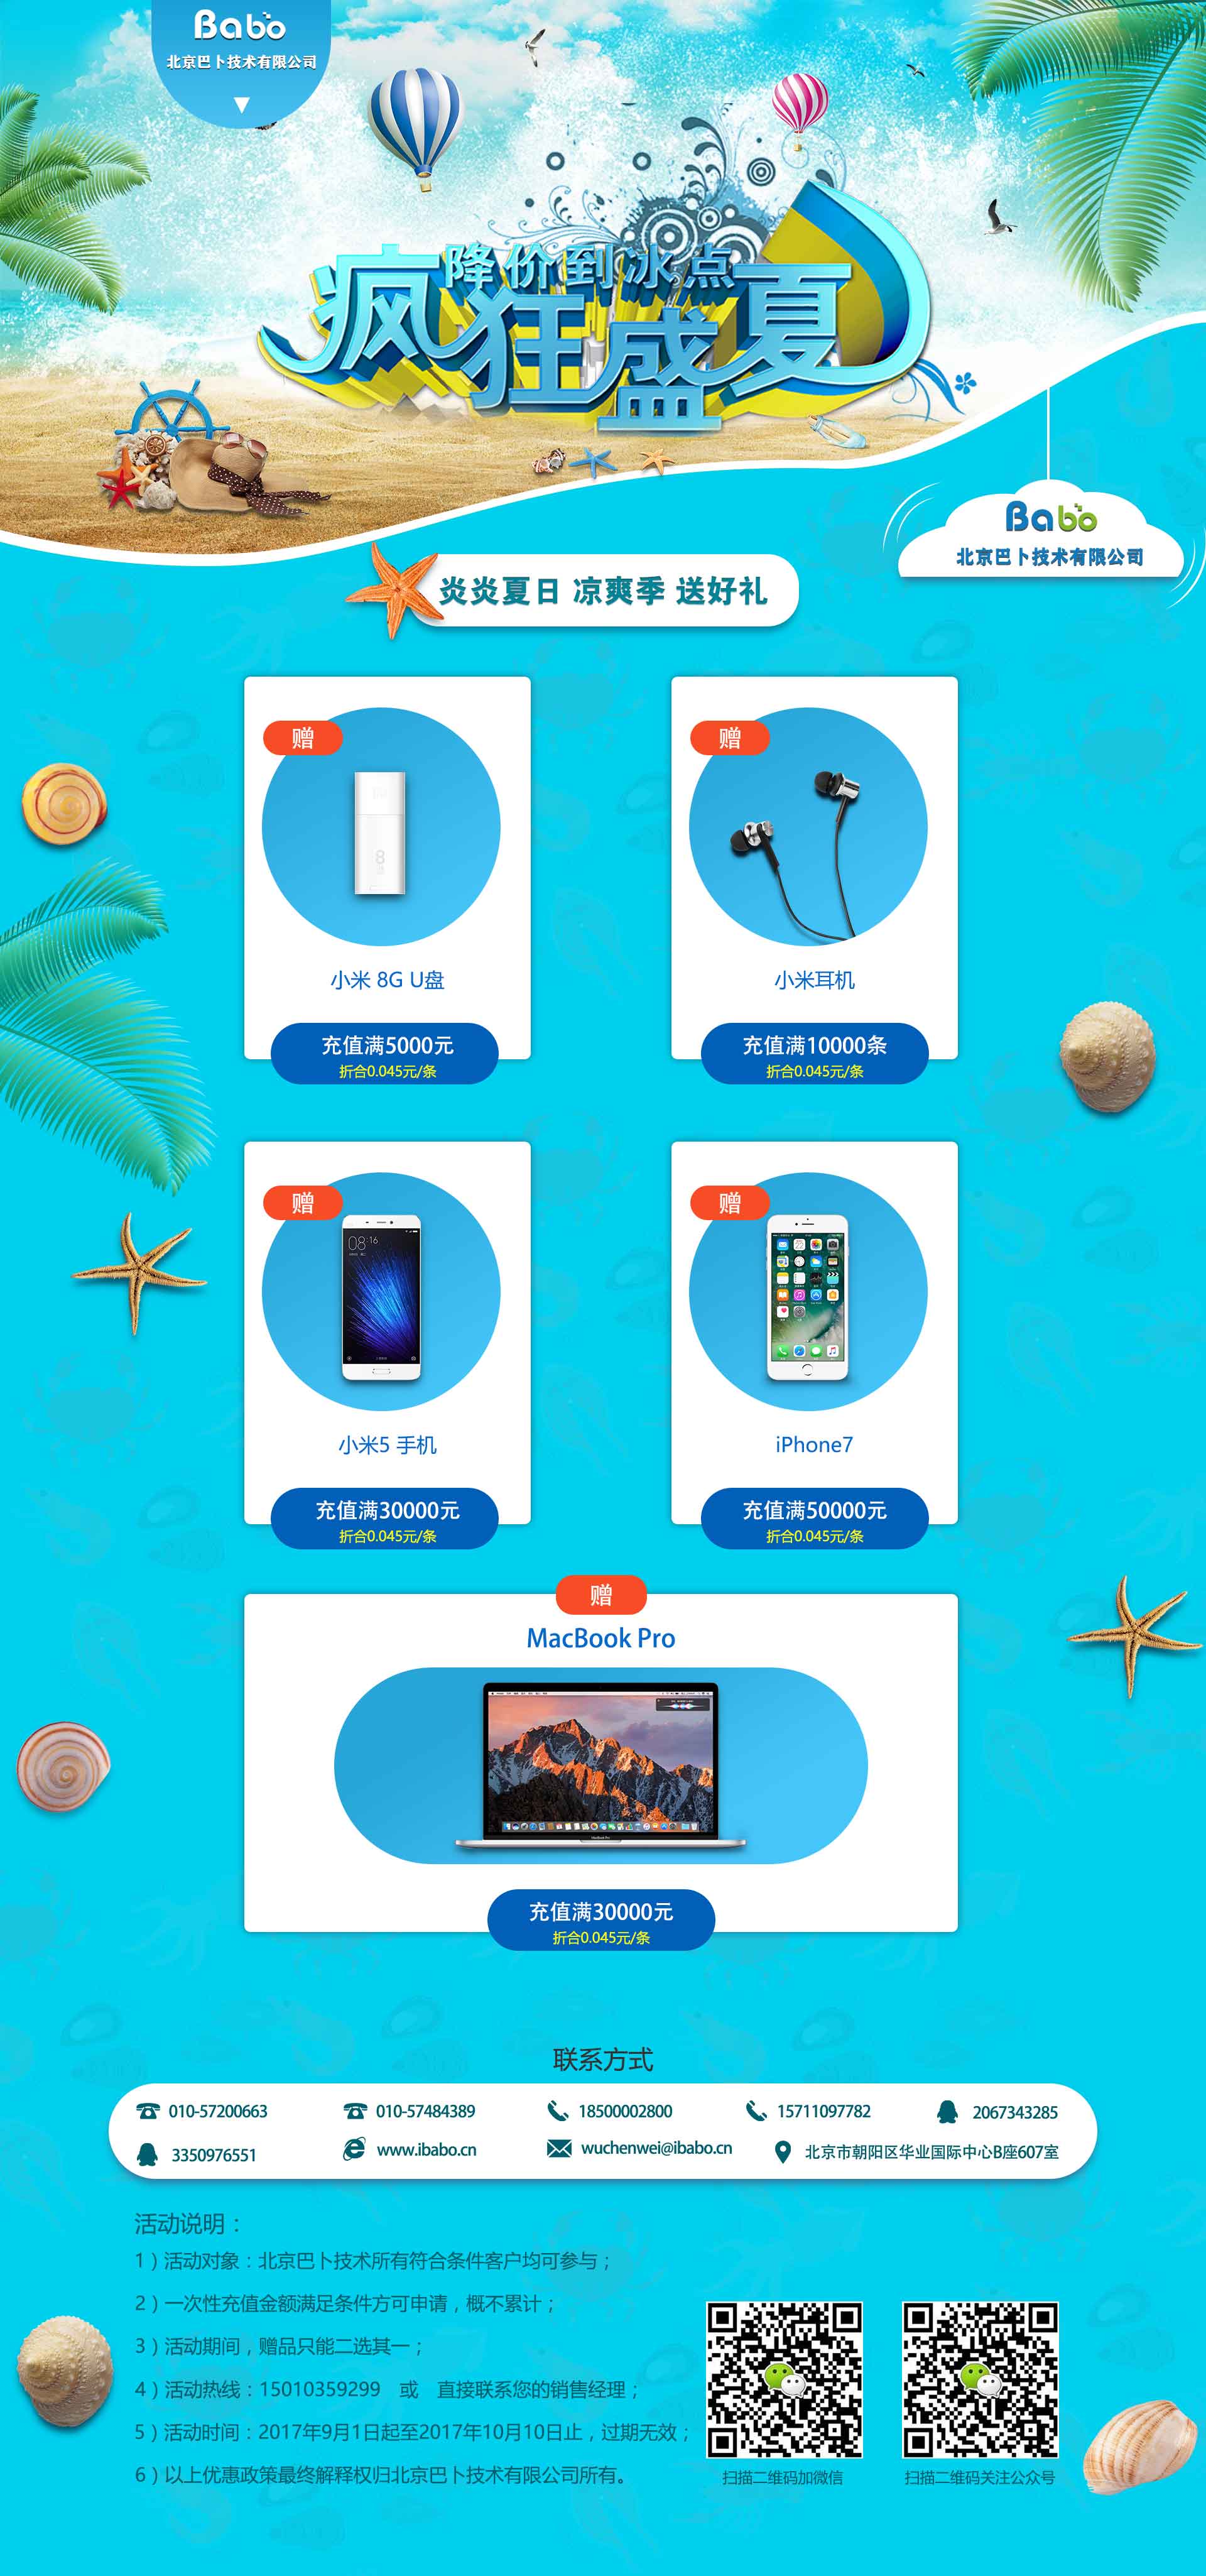 Babo
北京巴卜技术有限公司
降价到冰点
疯狂盛夏
Babo
北京巴卜技术有限公司
炎炎夏日 凉爽季 送好礼
赠
8
小米 8G U盘
充值满5000元
折合0.045元/条
赠
小米耳机
充值满10000条
折合0.045元/条
赠
08:16
小米5 手机
充值满30000元
折合0.045元/条
赠
iPhone7
充值满50000元
折合0.045元/条
赠
MacBook Pro
MacBook Pro
充值满30000元
折合0.045元/条
联系方式
010-57200663 010-57484389 18500002800 15711097782 2067343285
3350976551 www.ibabo.cn wuchenwei@ibabo.cn 北京市朝阳区华业国际中心B座607室
活动说明：
1）活动对象：北京巴卜技术所有符合条件客户均可参与；
2）一次性充值金额满足条件方可申请，概不累计；
3）活动期间，赠品只能二选其一；
4）活动热线：15010359299 或 直接联系您的销售经理；
5）活动时间：2017年9月1日起至2017年10月10日止，过期无效；
6）以上优惠政策最终解释权归北京巴卜技术有限公司所有。
扫描二维码加微信
扫描二维码关注公众号